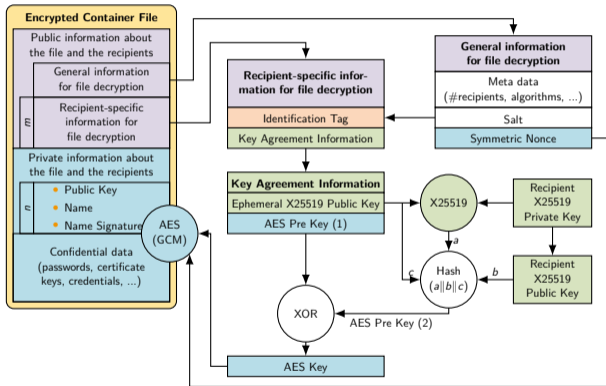 Encrypted Container File
Public information about
the file and the recipients
General information
for file decryption
m
Recipient-specific
information for
file decryption
Private information about
the file and the recipients
n
• Public Key
• Name
• Name Signature
Confidential data
(passwords, certificate
keys, credentials, ...)
AES
(GCM)
Recipient-specific infor-
mation for file decryption
Identification Tag
Key Agreement Information
General information
for file decryption
Meta data
(#recipients, algorithms, ...)
Salt
Symmetric Nonce
Key Agreement Information
Ephemeral X25519 Public Key
AES Pre Key (1)
X25519
Recipient
X25519
Private Key
a
c
Hash
(a||b||c)
b
Recipient
X25519
Public Key
XOR
AES Pre Key (2)
AES Key